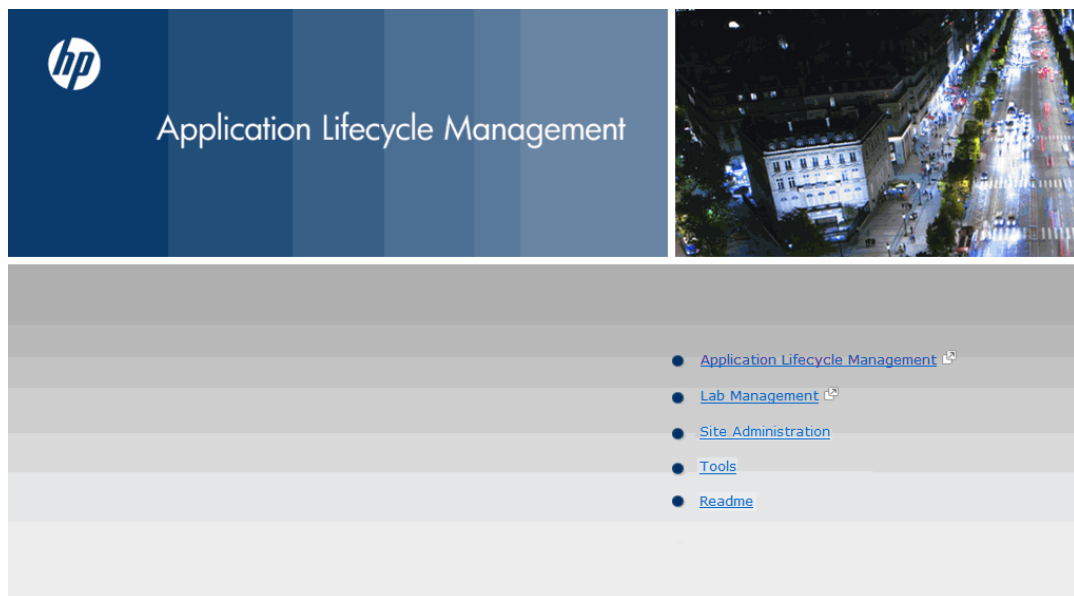 hp
Application Lifecycle Management
Application Lifecycle Management
Lab Management
Site Administration
Tools
Readme